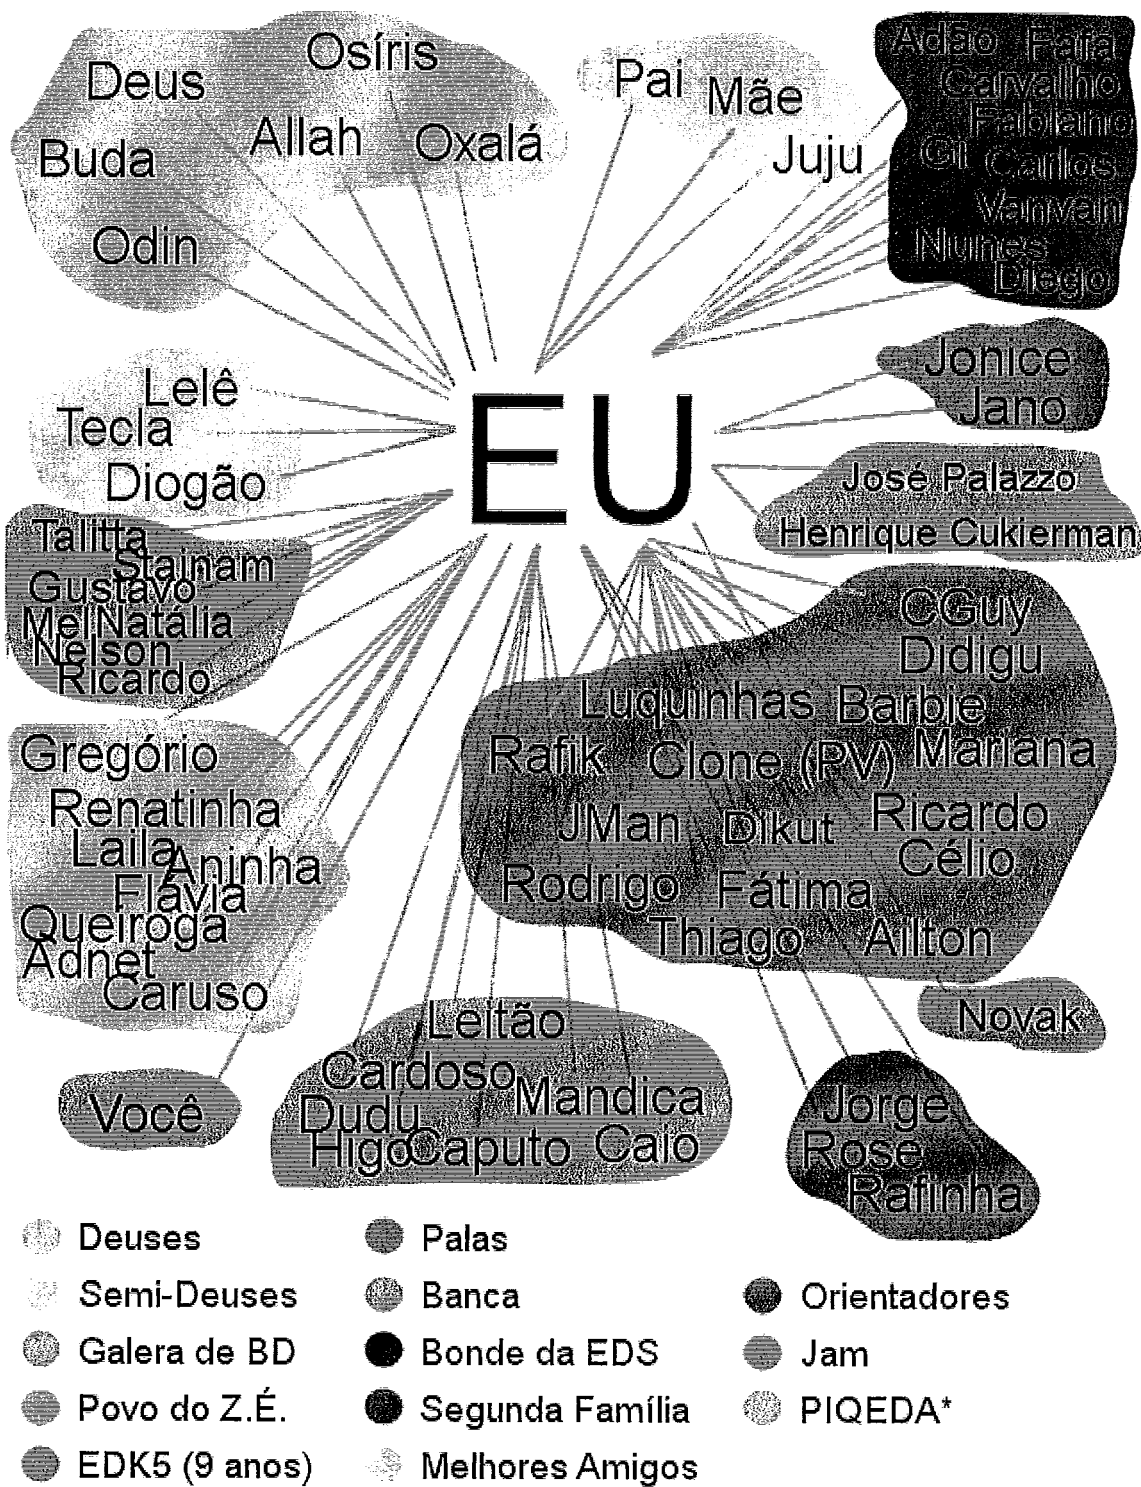 Deus
Osíris
Buda
Allah
Oxalá
Odin
Pai
Mãe
Juju
Adão Fafá
Carvalho
Fabiano
Gi Carlos
Vanvan
Nunes
Diego
Lelê
Tecla
Diogão
EU
Jonice
Jano
José Palazzo
Henrique Cukierman
Talitta
Stainam
Gustavo
Mel Natália
Nelson
Ricardo
CGuy
Didigu
Luquinhas Barbie
Rafik Clone (PV) Mariana
JMan Dikut Ricardo
Célio
Rodrigo Fátima
Thiago Ailton
Gregório
Renatinha
Laila
Aninha
Flávia
Queiroga
Adnet
Caruso
Novak
Você
Leitão
Cardoso
Mandica
Dudu
Higo Caputo Caio
Jorge
Rose
Rafinha
Deuses
Semi-Deuses
Galera de BD
Povo do Z.É.
EDK5 (9 anos)
Palas
Banca
Bonde da EDS
Segunda Família
Melhores Amigos
Orientadores
Jam
PIQEDA*